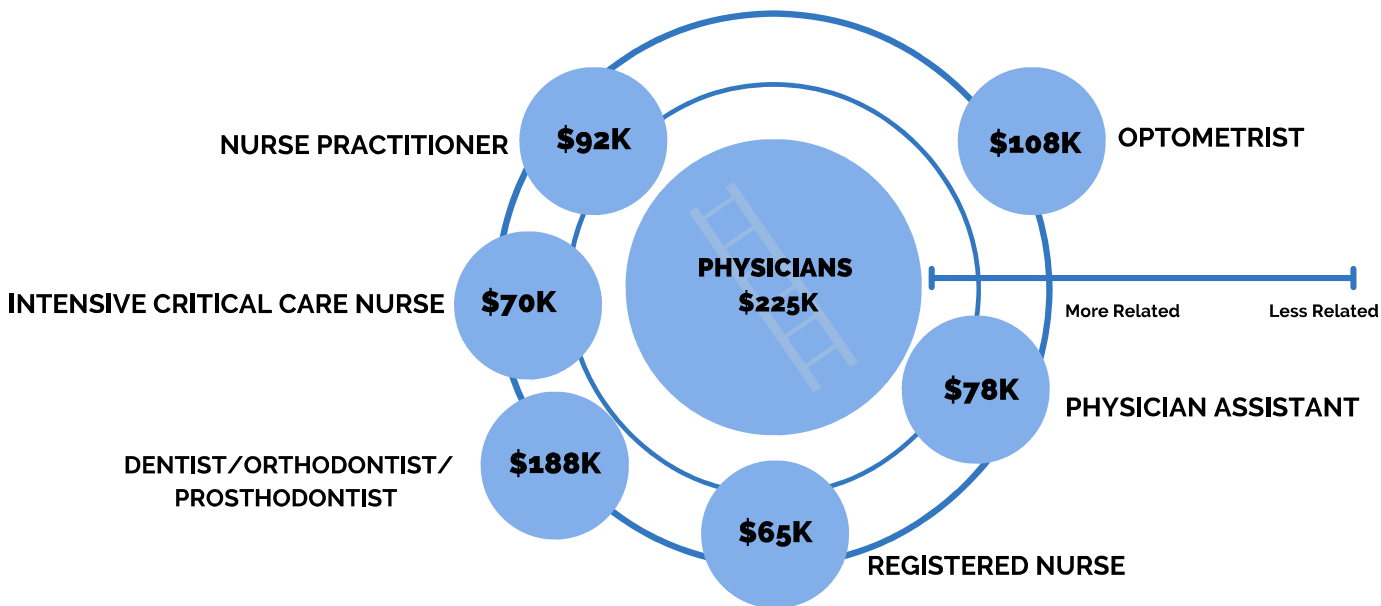 NURSE PRACTITIONER
$92K
$108K
OPTOMETRIST
PHYSICIANS
$225K
INTENSIVE CRITICAL CARE NURSE
$70K
More Related
Less Related
$78K
PHYSICIAN ASSISTANT
DENTIST/ORTHODONTIST/
PROSTHODONTIST
$188K
$65K
REGISTERED NURSE